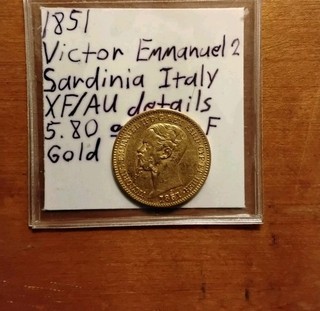 1851
Victor Emmanuel 2
Sardinia Italy
XF/AU details
5.80 g F
Gold